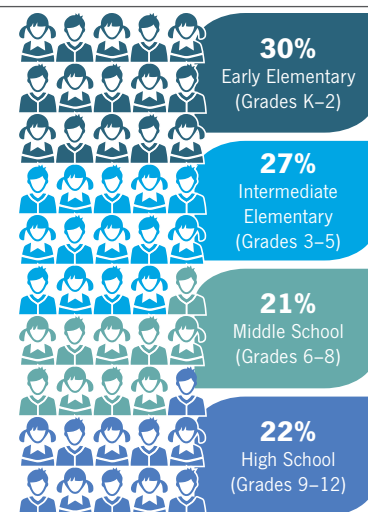 30%
Early Elementary
(Grades K–2)
27%
Intermediate
Elementary
(Grades 3–5)
21%
Middle School
(Grades 6–8)
22%
High School
(Grades 9–12)